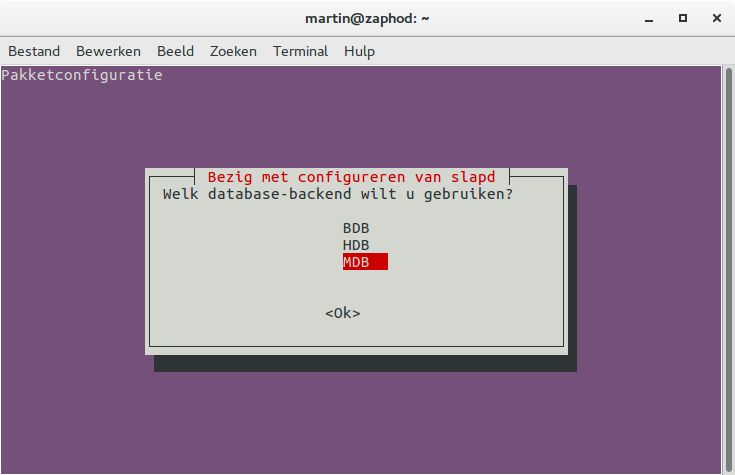 martin@zaphod: ~
Bestand Bewerken Beeld Zoeken Terminal Hulp
Pakketconfiguratie
Bezig met configureren van slapd
Welk database-backend wilt u gebruiken?
BDB
HDB
MDB
<Ok>